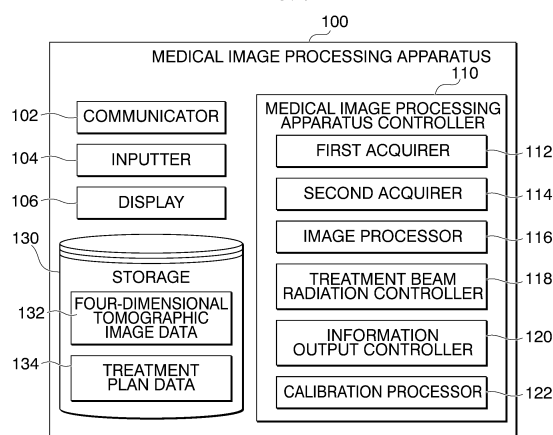 100
MEDICAL IMAGE PROCESSING APPARATUS
110
102
COMMUNICATOR
104
INPUTTER
106
DISPLAY
130
STORAGE
132
FOUR-DIMENSIONAL
TOMOGRAPHIC
IMAGE DATA
134
TREATMENT
PLAN DATA
MEDICAL IMAGE PROCESSING
APPARATUS CONTROLLER
FIRST ACQUIRER
112
SECOND ACQUIRER
114
IMAGE PROCESSOR
116
TREATMENT BEAM
RADIATION CONTROLLER
118
INFORMATION
OUTPUT CONTROLLER
120
CALIBRATION PROCESSOR
122